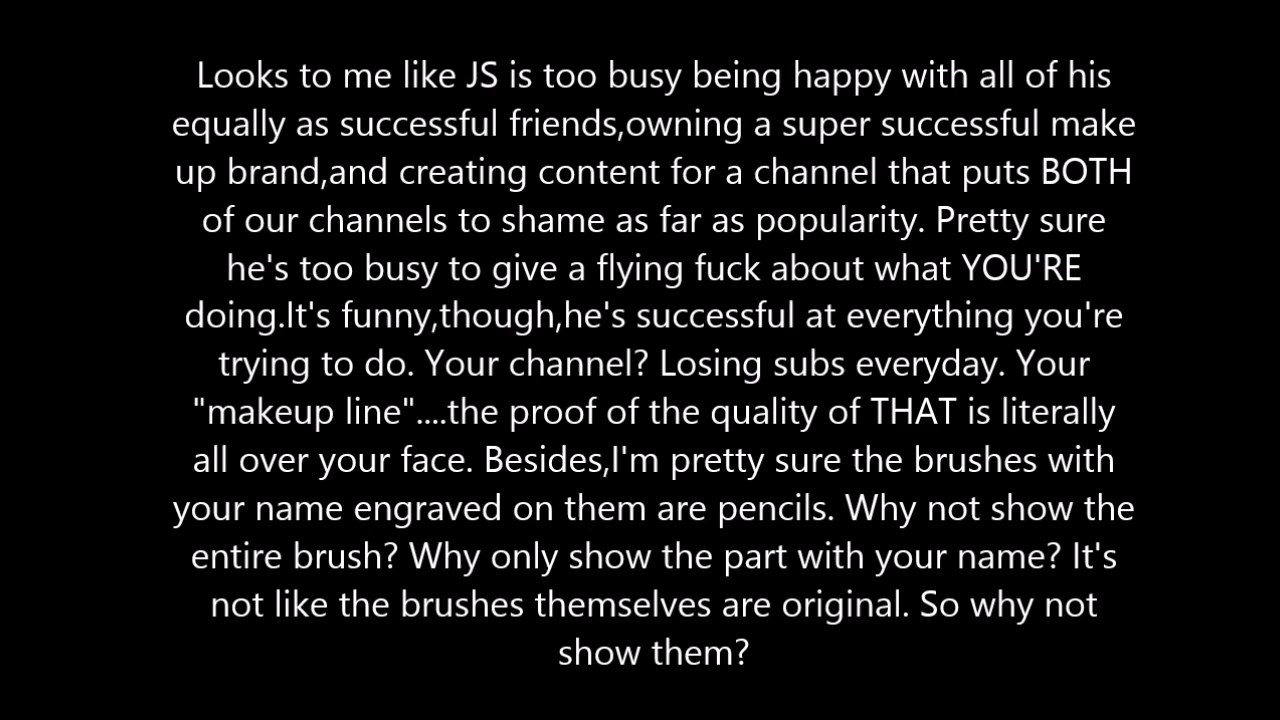 Looks to me like JS is too busy being happy with all of his
equally as successful friends,owning a super successful make
up brand,and creating content for a channel that puts BOTH
of our channels to shame as far as popularity. Pretty sure
he's too busy to give a flying fuck about what YOU'RE
doing.It's funny,though,he's successful at everything you're
trying to do. Your channel? Losing subs everyday. Your
"makeup line"....the proof of the quality of THAT is literally
all over your face. Besides,I'm pretty sure the brushes with
your name engraved on them are pencils. Why not show the
entire brush? Why only show the part with your name? It's
not like the brushes themselves are original. So why not
show them?